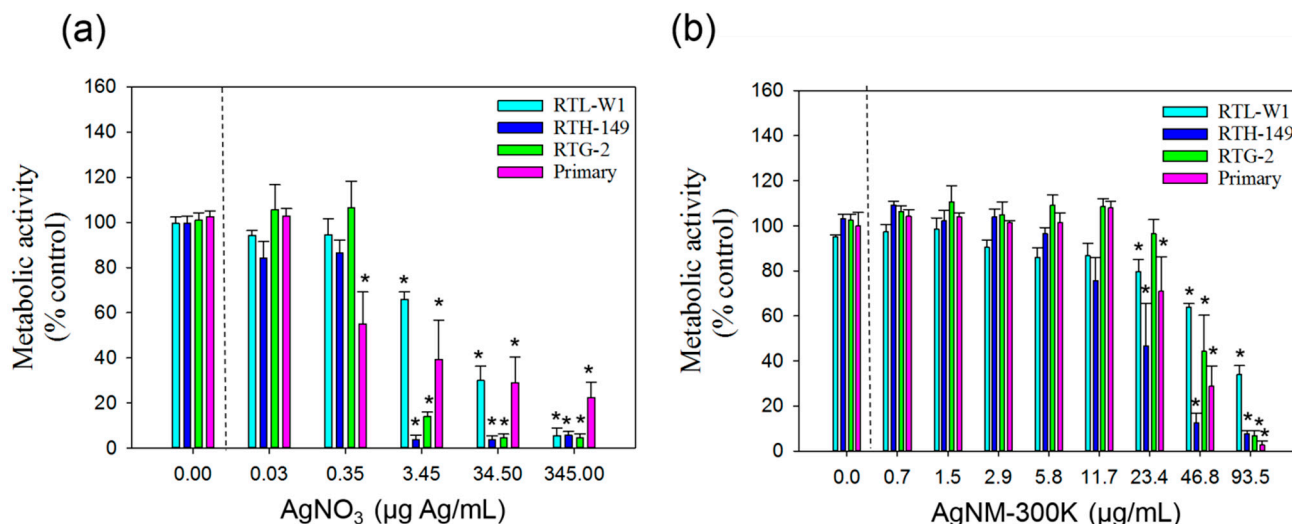 (a)
160
140
120
100
80
60
40
20
0
Metabolic activity
(% control)
RTL-W1
RTH-149
RTG-2
Primary
* * * * * * * * * * * *
0.00 0.03 0.35 3.45 34.50 345.00
AgNO₃ (µg Ag/mL)
(b)
160
140
120
100
80
60
40
20
0
Metabolic activity
(% control)
RTL-W1
RTH-149
RTG-2
Primary
* * * * * * * * * * *
0.0 0.7 1.5 2.9 5.8 11.7 23.4 46.8 93.5
AgNM-300K (µg/mL)